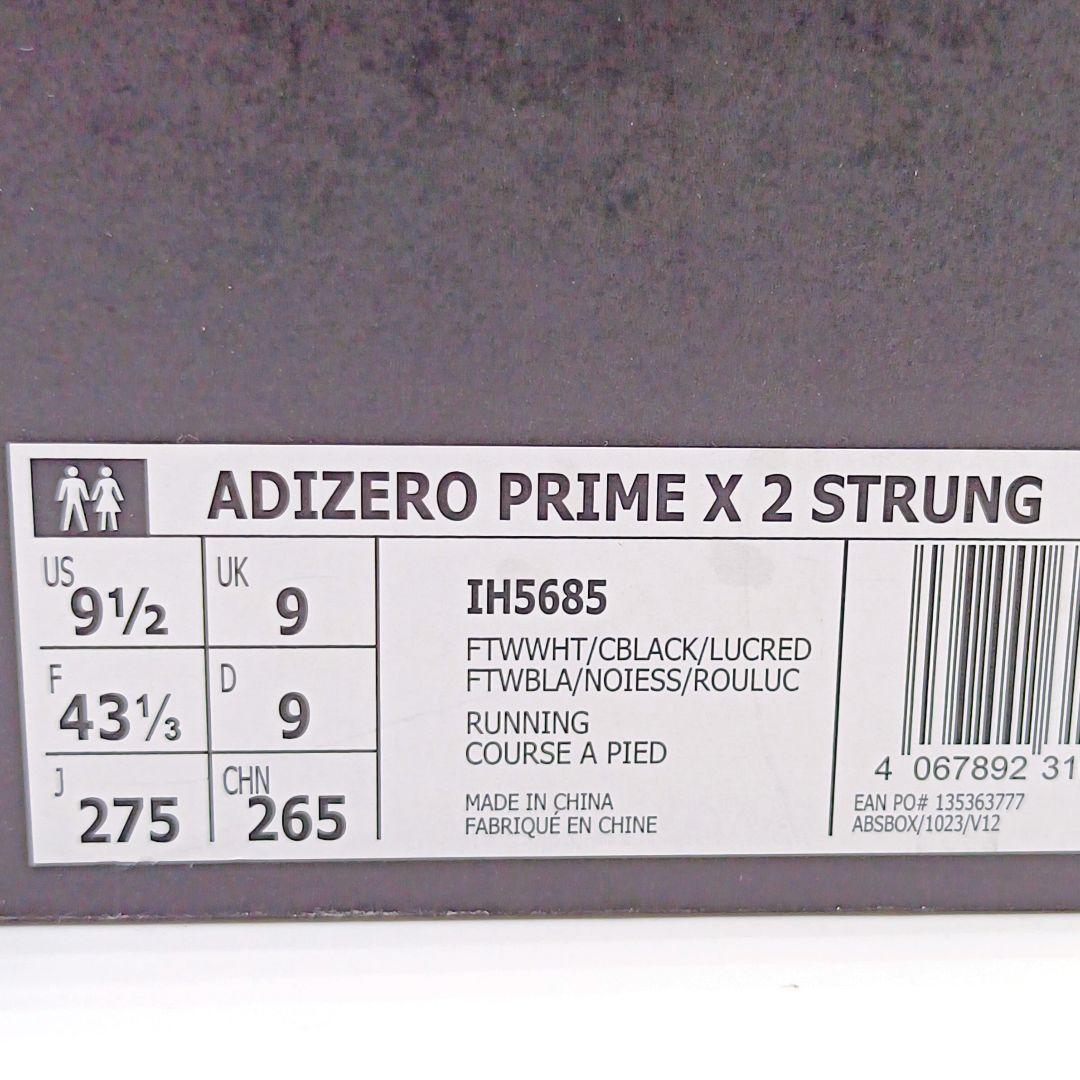 ADIZERO PRIME X 2 STRUNG
US 9½ UK 9
F 43⅓ D 9
J 275 CHN 265
IH5685
FTWWHT/CBLACK/LUCRED
FTWBLA/NOIESS/ROULUC
RUNNING
COURSE A PIED
MADE IN CHINA
FABRIQUÉ EN CHINE
4 067892 31
EAN PO# 135363777
ABSBOX/1023/V12